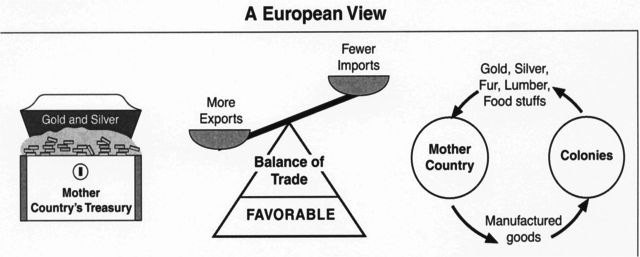 A European View
Gold and Silver
Mother
Country's Treasury
More
Exports
Fewer
Imports
Balance of
Trade
FAVORABLE
Gold, Silver,
Fur, Lumber,
Food stuffs
Mother
Country
Colonies
Manufactured
goods